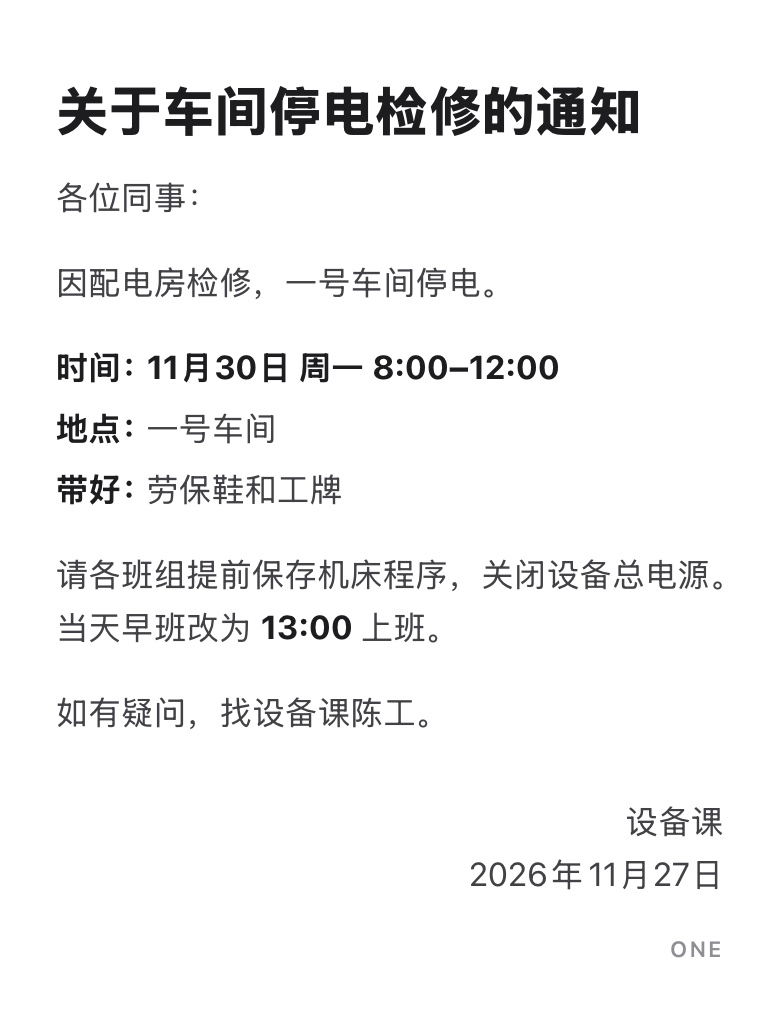 关于车间停电检修的通知
各位同事：
因配电房检修，一号车间停电。
时间：11月30日 周一 8:00–12:00
地点：一号车间
带好：劳保鞋和工牌
请各班组提前保存机床程序，关闭设备总电源。
当天早班改为 13:00 上班。
如有疑问，找设备课陈工。
设备课
2026年11月27日
ONE